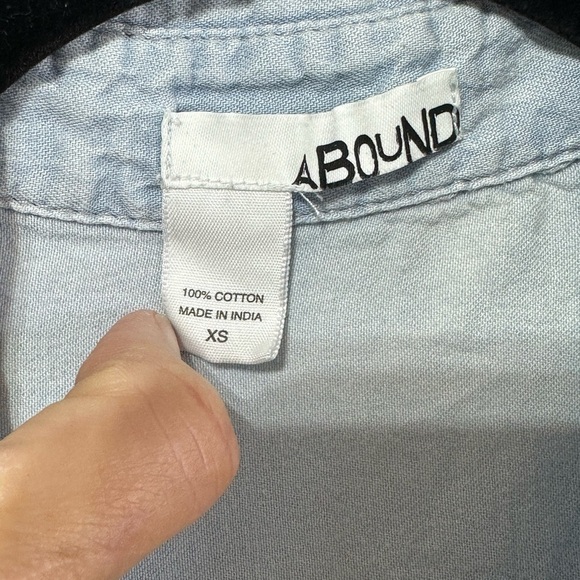 ABOUND
100% COTTON
MADE IN INDIA
XS